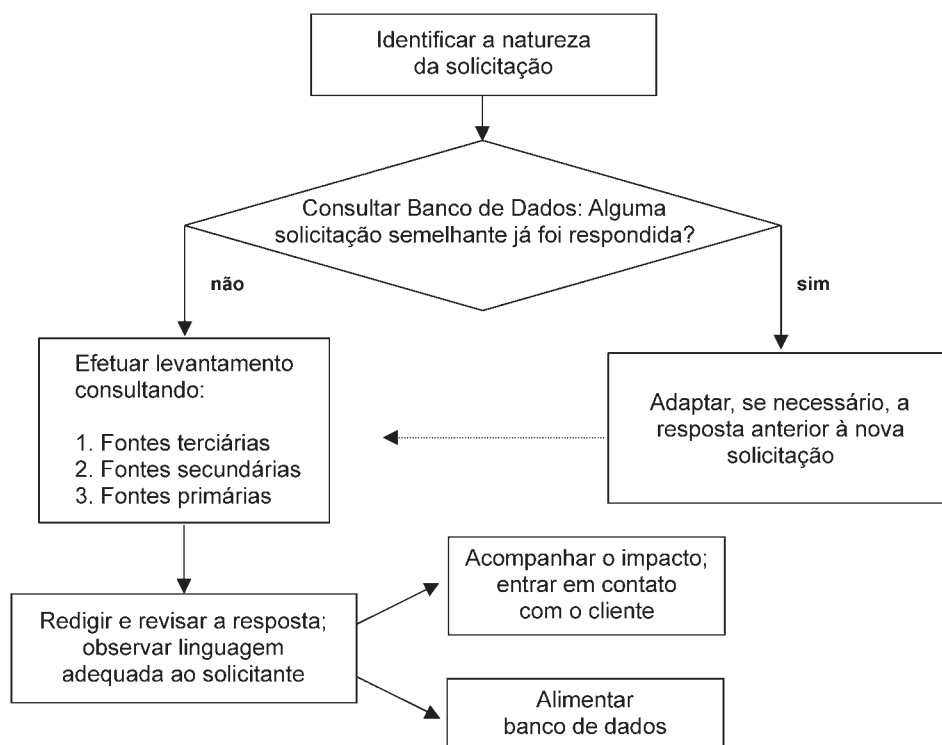 Identificar a natureza
da solicitação
Consultar Banco de Dados: Alguma
solicitação semelhante já foi respondida?
não
sim
Efetuar levantamento
consultando:
1. Fontes terciárias
2. Fontes secundárias
3. Fontes primárias
Adaptar, se necessário, a
resposta anterior à nova
solicitação
Redigir e revisar a resposta;
observar linguagem
adequada ao solicitante
Acompanhar o impacto;
entrar em contato
com o cliente
Alimentar
banco de dados